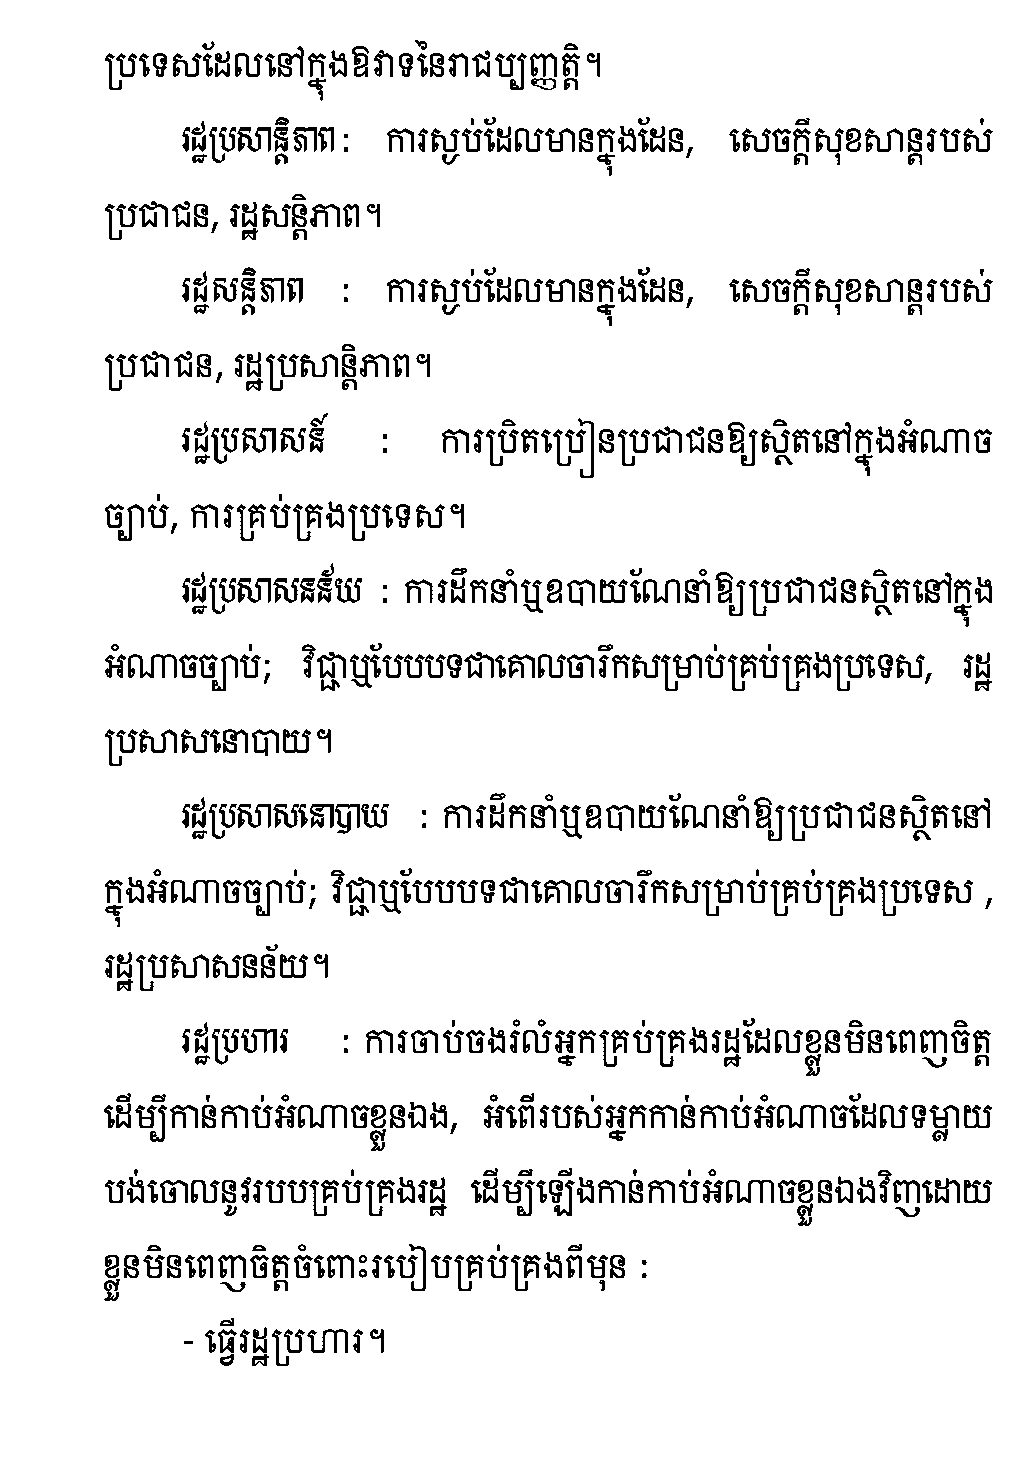 ប្រទេសដែលនៅក្នុងឱវាទនៃរាជប្បញ្ញត្តិ។
រដ្ឋប្រសាន្តិភាព : ការស្ងប់ដែលមានក្នុងដែន, សេចក្ដីសុខសាន្តរបស់
ប្រជាជន, រដ្ឋសន្តិភាព។
រដ្ឋសន្តិភាព : ការស្ងប់ដែលមានក្នុងដែន, សេចក្ដីសុខសាន្តរបស់
ប្រជាជន, រដ្ឋប្រសាន្តិភាព។
រដ្ឋប្រសាសន៍ : ការប្រិតប្រៀនប្រជាជនឱ្យស្ថិតនៅក្នុងអំណាច
ច្បាប់, ការគ្រប់គ្រងប្រទេស។
រដ្ឋប្រសាសនន័យ : ការដឹកនាំឬឧបាយណែនាំឱ្យប្រជាជនស្ថិតនៅក្នុង
អំណាចច្បាប់; វិជ្ជាឬបែបបទជាគោលចារឹកសម្រាប់គ្រប់គ្រងប្រទេស, រដ្ឋ
ប្រសាសនោបាយ។
រដ្ឋប្រសាសនោបាយ : ការដឹកនាំឬឧបាយណែនាំឱ្យប្រជាជនស្ថិតនៅ
ក្នុងអំណាចច្បាប់; វិជ្ជាឬបែបបទជាគោលចារឹកសម្រាប់គ្រប់គ្រងប្រទេស ,
រដ្ឋប្រសាសនន័យ។
រដ្ឋប្រហារ : ការចាប់ចងរំលំអ្នកគ្រប់គ្រងរដ្ឋដែលខ្លួនមិនពេញចិត្ត
ដើម្បីកាន់កាប់អំណាចខ្លួនឯង, អំពើរបស់អ្នកកាន់កាប់អំណាចដែលទម្លាយ
បង់ចោលនូវរបបគ្រប់គ្រងរដ្ឋ ដើម្បីឡើងកាន់កាប់អំណាចខ្លួនឯងវិញដោយ
ខ្លួនមិនពេញចិត្តចំពោះរបៀបគ្រប់គ្រងពីមុន :
- ធ្វើរដ្ឋប្រហារ។